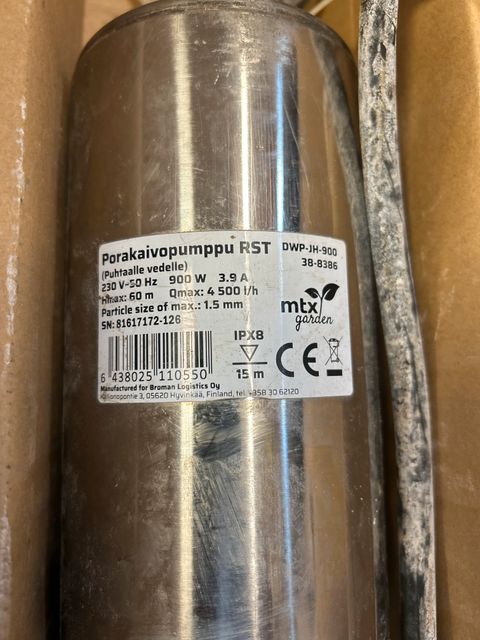 Porakaivopumppu RST DWP-JH-900
(Puhtaalle vedelle) 38-8386
230 V~50 Hz 900 W 3.9 A
Hmax: 60 m Qmax: 4 500 l/h
Particle size of max.: 1.5 mm
SN: 81617172-126
mtx
garden
IPX8
15 m
CE
6 438025 110550
Manufactured for Broman Logistics Oy
Kallionopontie 3, 05620 Hyvinkää, Finland, tel. +358 30 62120